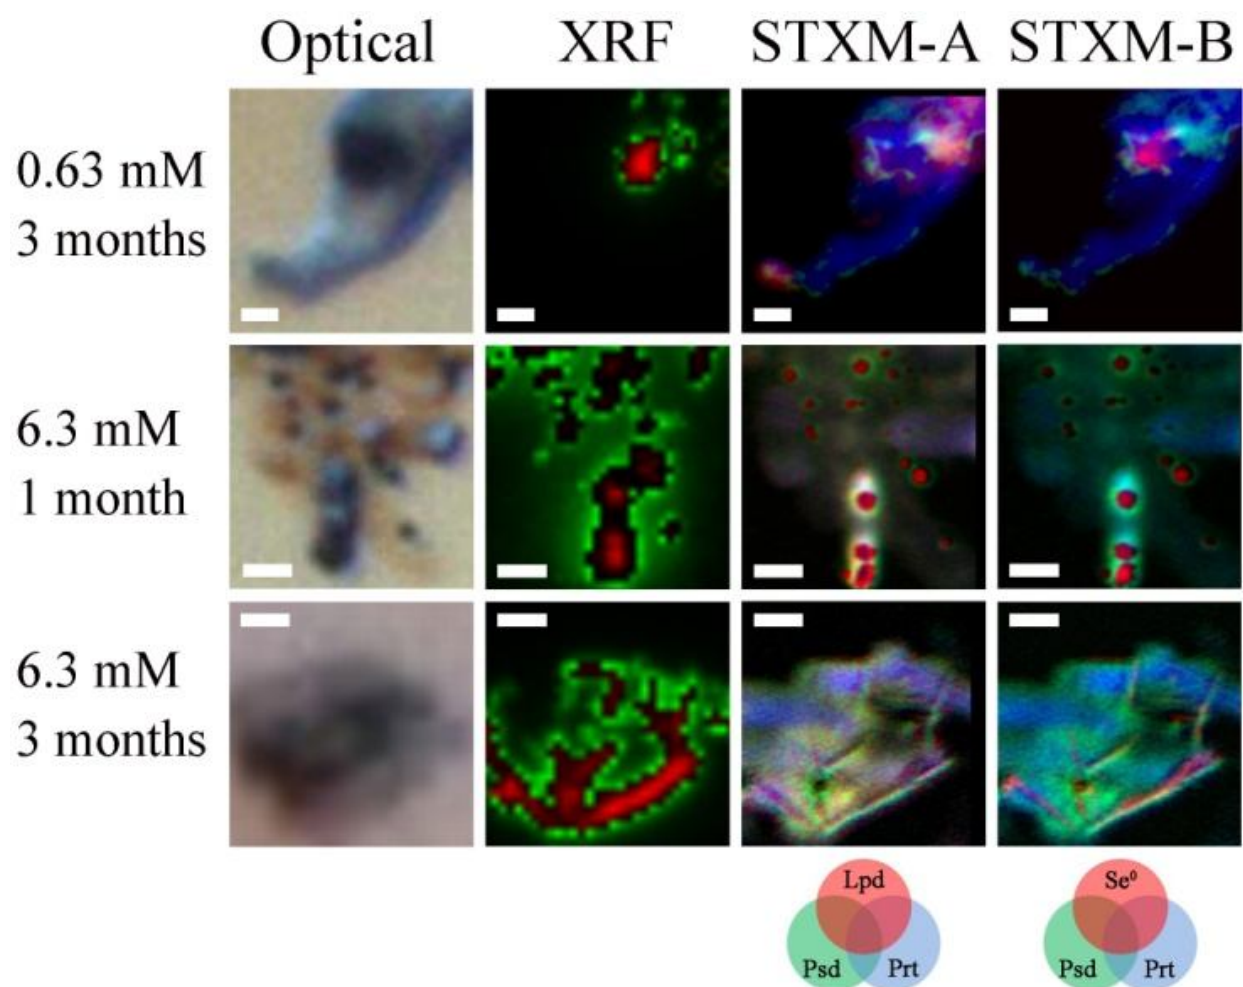 Optical XRF STXM-A STXM-B
0.63 mM
3 months
6.3 mM
1 month
6.3 mM
3 months
Lpd
Psd Prt
Se⁰
Psd Prt